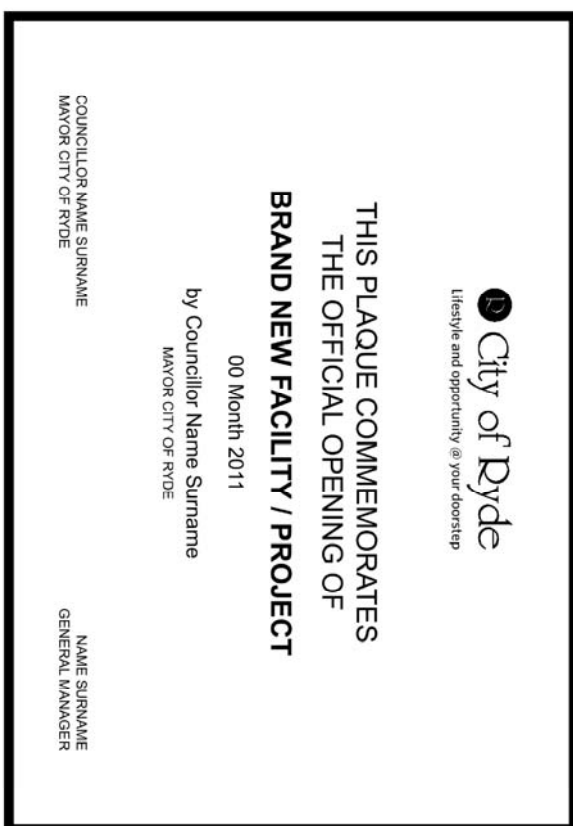 City of Ryde
Lifestyle and opportunity @ your doorstep
THIS PLAQUE COMMEMORATES
THE OFFICIAL OPENING OF
BRAND NEW FACILITY / PROJECT
00 Month 2011
by Councillor Name Surname
MAYOR CITY OF RYDE
COUNCILLOR NAME SURNAME
MAYOR CITY OF RYDE
NAME SURNAME
GENERAL MANAGER